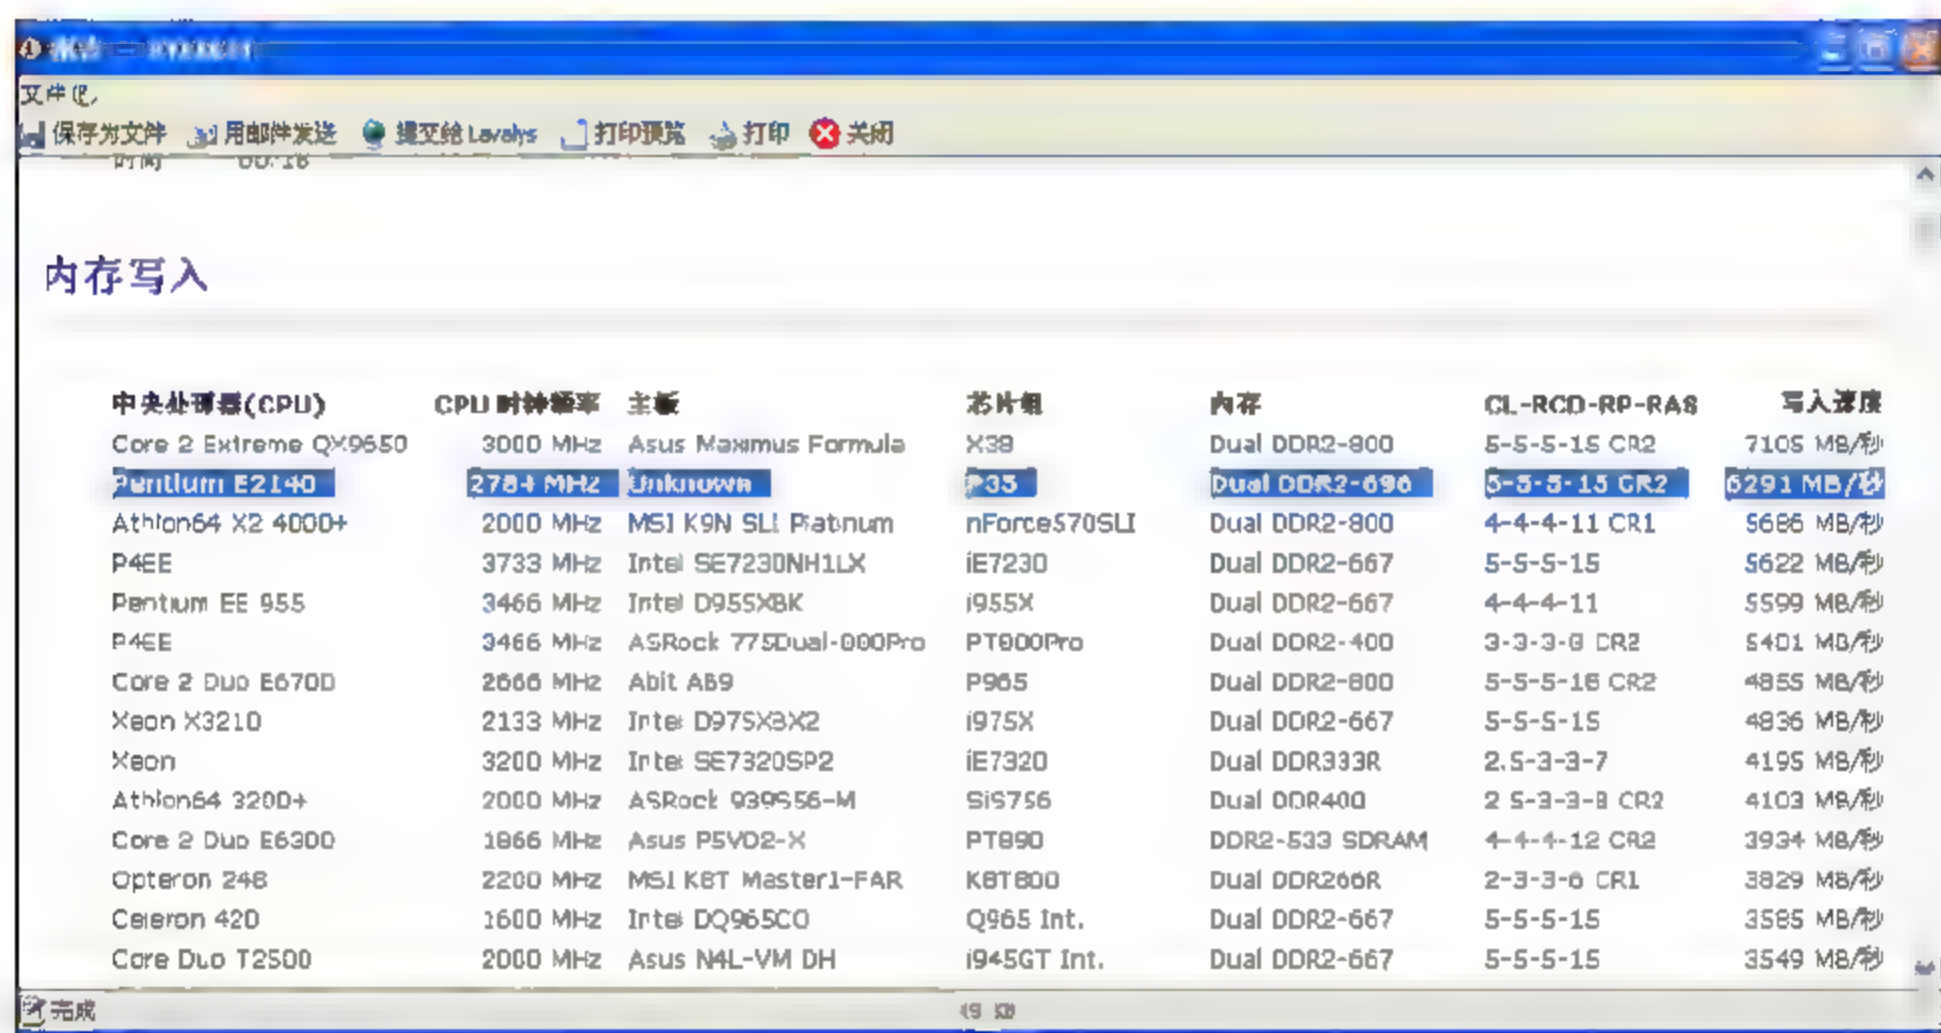 文件(F)
保存为文件 用邮件发送 提交给 Lavalys 打印预览 打印 关闭
时间 00:16
内存写入
中央处理器(CPU) CPU 时钟频率 主板 芯片组 内存 CL-RCD-RP-RAS 写入速度
Core 2 Extreme QX9650 3000 MHz Asus Maximus Formula X38 Dual DDR2-800 5-5-5-15 CR2 7105 MB/秒
Pentium E2140 2784 MHz Unknown P35 Dual DDR2-696 5-5-5-15 CR2 6291 MB/秒
Athlon64 X2 4000+ 2000 MHz MSI K9N SLI Platinum nForce570SLI Dual DDR2-800 4-4-4-11 CR1 5686 MB/秒
P4EE 3733 MHz Intel SE7230NH1LX iE7230 Dual DDR2-667 5-5-5-15 5622 MB/秒
Pentium EE 955 3466 MHz Intel D955XBK i955X Dual DDR2-667 4-4-4-11 5599 MB/秒
P4EE 3466 MHz ASRock 775Dual-880Pro PT880Pro Dual DDR2-400 3-3-3-8 CR2 5401 MB/秒
Core 2 Duo E6700 2666 MHz Abit AB9 P965 Dual DDR2-800 5-5-5-18 CR2 4855 MB/秒
Xeon X3210 2133 MHz Intel D975XBX2 i975X Dual DDR2-667 5-5-5-15 4836 MB/秒
Xeon 3200 MHz Intel SE7320SP2 iE7320 Dual DDR333R 2.5-3-3-7 4195 MB/秒
Athlon64 3200+ 2000 MHz ASRock 939S56-M SiS756 Dual DDR400 2.5-3-3-8 CR2 4103 MB/秒
Core 2 Duo E6300 1866 MHz Asus P5VD2-X PT890 DDR2-533 SDRAM 4-4-4-12 CR2 3934 MB/秒
Opteron 248 2200 MHz MSI K8T Master1-FAR K8T800 Dual DDR266R 2-3-3-6 CR1 3829 MB/秒
Celeron 420 1600 MHz Intel DQ965CO Q965 Int. Dual DDR2-667 5-5-5-15 3585 MB/秒
Core Duo T2500 2000 MHz Asus N4L-VM DH i945GT Int. Dual DDR2-667 5-5-5-15 3549 MB/秒
完成